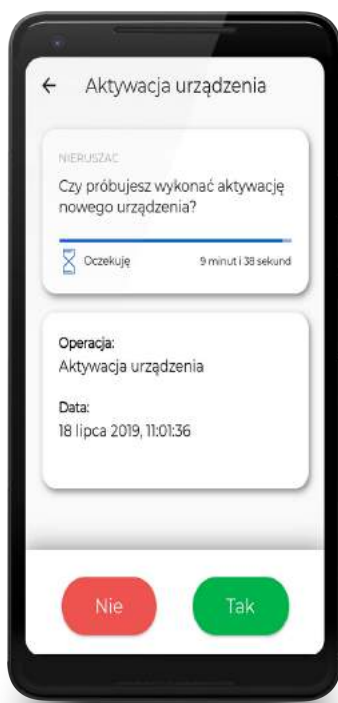 Aktywacja urządzenia
NIERUSZAC
Czy próbujesz wykonać aktywację
nowego urządzenia?
Oczekuję 9 minut i 38 sekund
Operacja:
Aktywacja urządzenia
Data:
18 lipca 2019, 11:01:36
Nie Tak